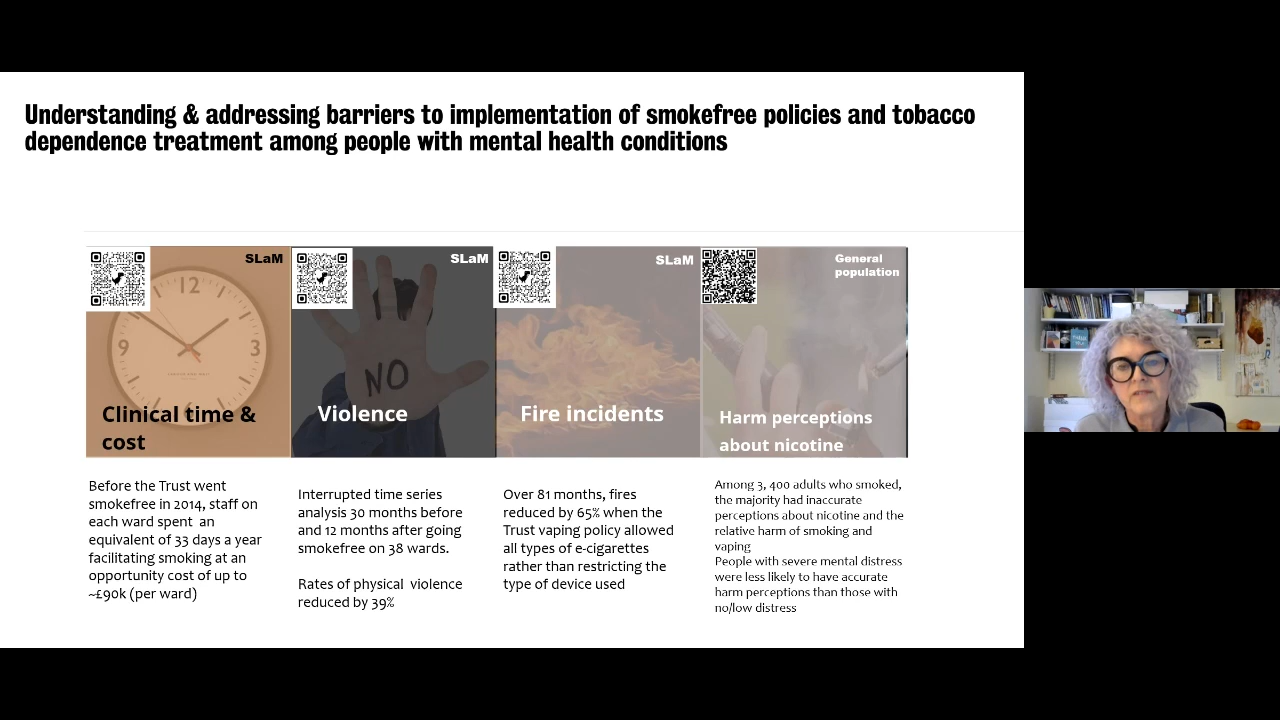 Understanding & addressing barriers to implementation of smokefree policies and tobacco
dependence treatment among people with mental health conditions
SLaM
12
9
3
Clinical time &
cost
Before the Trust went
smokefree in 2014, staff on
each ward spent an
equivalent of 33 days a year
facilitating smoking at an
opportunity cost of up to
~£90k (per ward)
SLaM
NO
Violence
Interrupted time series
analysis 30 months before
and 12 months after going
smokefree on 38 wards.
Rates of physical violence
reduced by 39%
SLaM
Fire incidents
Over 81 months, fires
reduced by 65% when the
Trust vaping policy allowed
all types of e-cigarettes
rather than restricting the
type of device used
General
population
Harm perceptions
about nicotine
Among 3, 400 adults who smoked,
the majority had inaccurate
perceptions about nicotine and the
relative harm of smoking and
vaping
People with severe mental distress
were less likely to have accurate
harm perceptions than those with
no/low distress